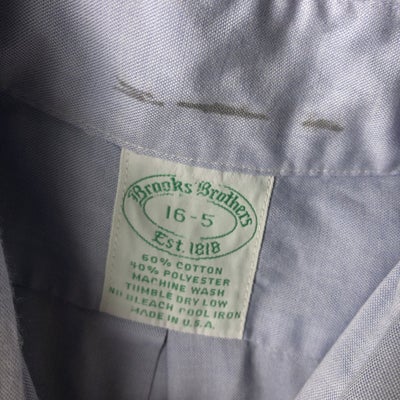 Brooks Brothers
16-5
Est. 1818
60% COTTON
40% POLYESTER
MACHINE WASH
TUMBLE DRY LOW
NO BLEACH COOL IRON
MADE IN U.S.A.